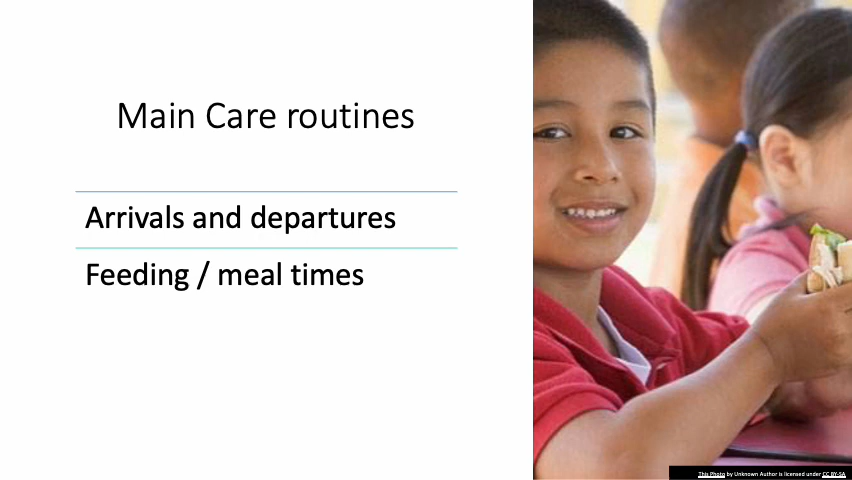 Main Care routines
Arrivals and departures
Feeding / meal times
This Photo by Unknown Author is licensed under CC BY-SA